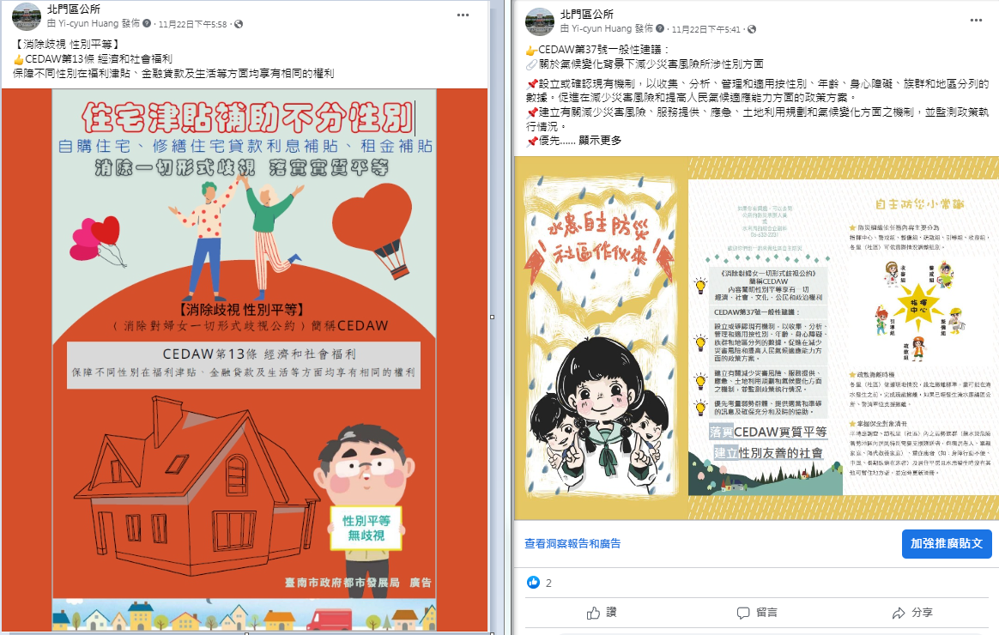 北門區公所
由 Yi-cyun Huang 發佈 · 11月22日下午5:58 ·
【消除歧視 性別平等】
👍CEDAW第13條 經濟和社會福利
保障不同性別在福利津貼、金融貸款及生活等方面均享有相同的權利
住宅津貼補助不分性別
自購住宅、修繕住宅貸款利息補貼、租金補貼
消除一切形式歧視 落實實質平等
【消除歧視 性別平等】
（消除對婦女一切形式歧視公約）簡稱CEDAW
CEDAW第13條 經濟和社會福利
保障不同性別在福利津貼、金融貸款及生活等方面均享有相同的權利
性別平等
無歧視
臺南市政府都市發展局 廣告
北門區公所
由 Yi-cyun Huang 發佈 · 11月22日下午5:41 ·
👉CEDAW第37號一般性建議：
🔗關於氣候變化背景下減少災害風險所涉性別方面
📌設立或確認現有機制，以收集、分析、管理和適用按性別、年齡、身心障礙、族群和地區分列的
數據。促進在減少災害風險和提高人民氣候適應能力方面的政策方案。
📌建立有關減少災害風險、服務提供、應急、土地利用規劃和氣候變化方面之機制，並監測政策執
行情況。
📌優先...... 顯示更多
水患自主防災
社區作伙來
《消除對婦女一切形式歧視公約》
簡稱CEDAW
內容闡明性別平等享有一切
經濟、社會、文化、公民和政治權利
CEDAW第37號一般性建議：
設立或確認現有機制，以收集、分析、
管理和適用按性別、年齡、身心障礙、
族群和地區分列的數據。促進在減少
災害風險和提高人民氣候適應能力方
面的政策方案。
建立有關減少災害風險、服務提供、
應急、土地利用規劃和氣候變化方面
之機制，並監測政策執行情況。
優先考量弱勢群體，提供適當和準確
的訊息及確保充分和及時的協助。
落實CEDAW實質平等
建立性別友善的社會
自主防災小常識
防災組織依任務內容主要分為
指揮中心、警戒組、整備組、疏散組、引導組、收容組，
各里（社區）可依實際情況調整組別。
收容組
警戒組
指揮
中心
引導組
整備組
疏散組
疏散撤離時機
掌握保全對象清冊
查看洞察報告和廣告
加強推廣貼文
2
讚
留言
分享